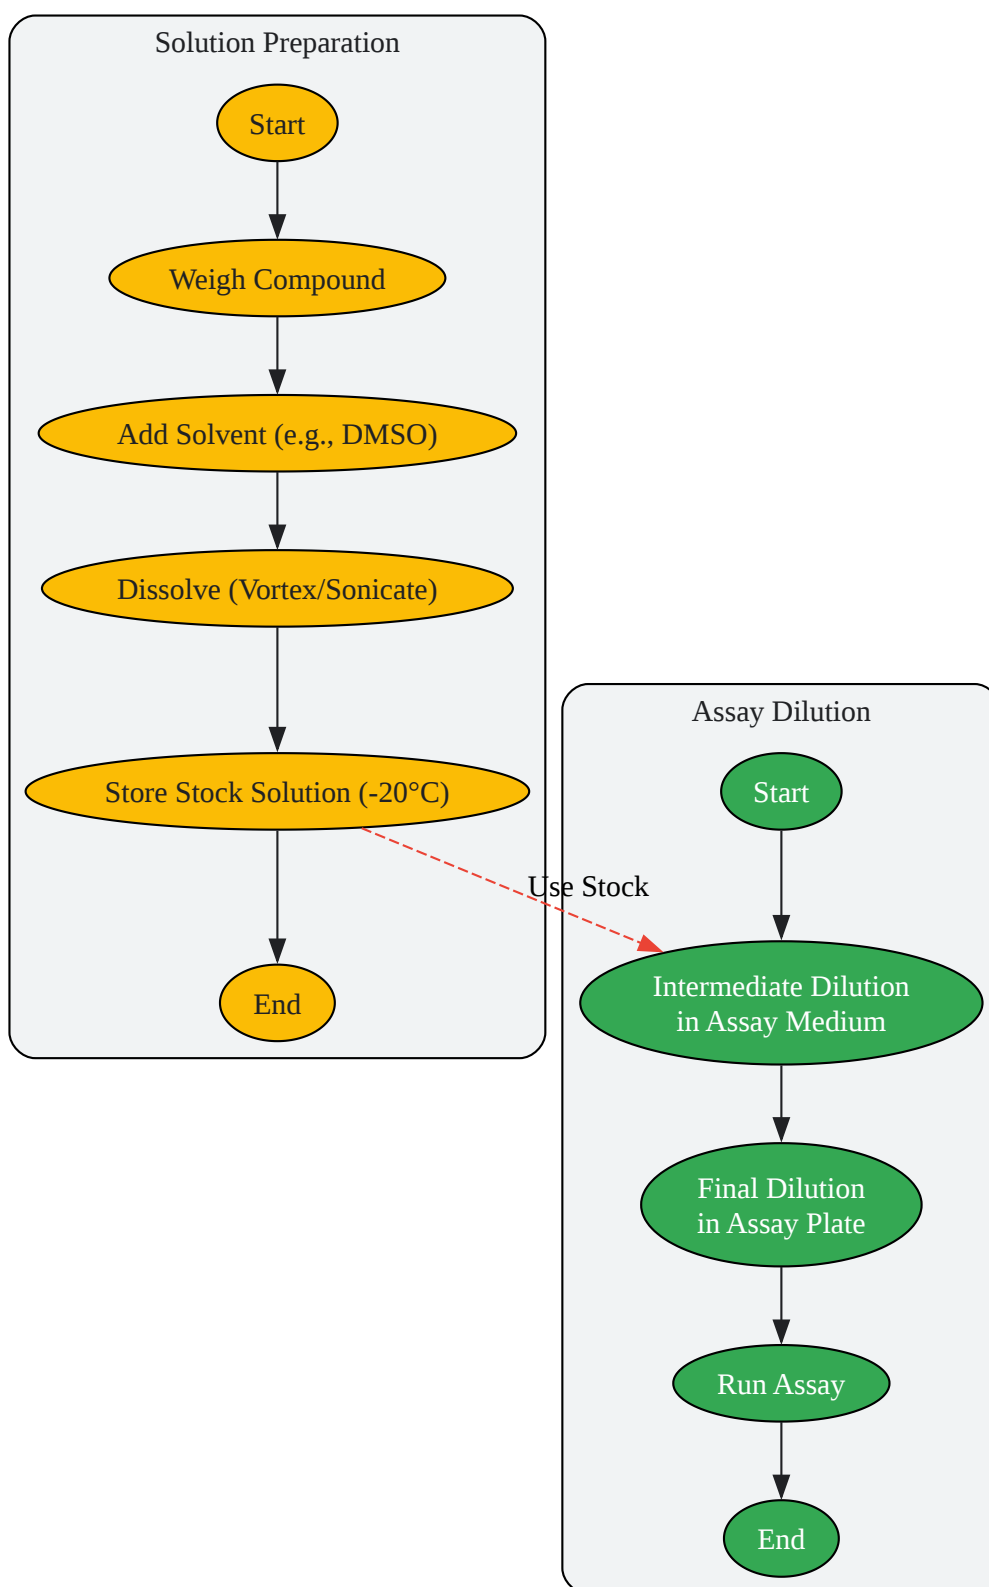 Solution Preparation
Start
Weigh Compound
Add Solvent (e.g., DMSO)
Dissolve (Vortex/Sonicate)
Store Stock Solution (-20°C)
End
Use Stock
Assay Dilution
Start
Intermediate Dilution
in Assay Medium
Final Dilution
in Assay Plate
Run Assay
End